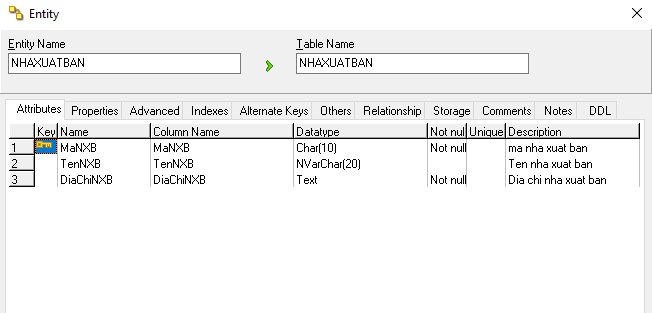 Entity
Entity Name Table Name
NHAXUATBAN NHAXUATBAN
Attributes Properties Advanced Indexes Alternate Keys Others Relationship Storage Comments Notes DDL
Key Name Column Name Datatype Not nul Unique Description
1 MaNXB MaNXB Char(10) Not null ma nha xuat ban
2 TenNXB TenNXB NVarChar(20) Ten nha xuat ban
3 DiaChiNXB DiaChiNXB Text Not null Dia chi nha xuat ban